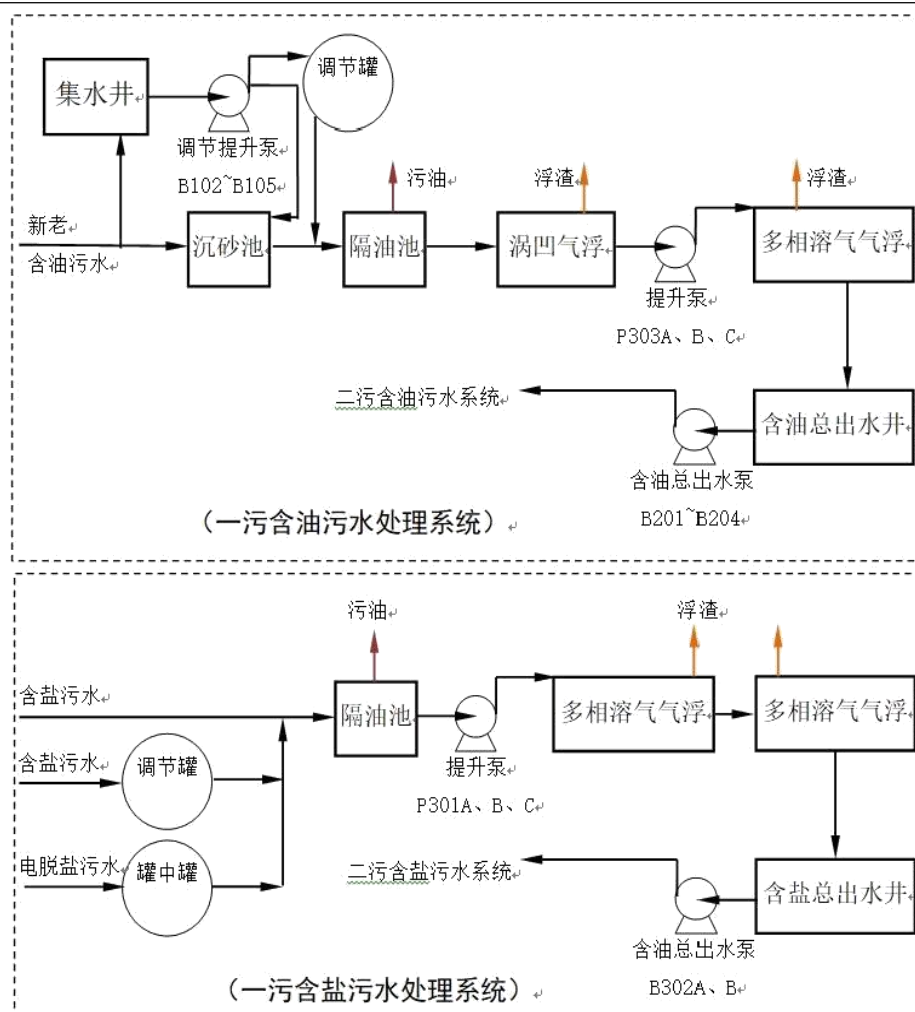 集水井
调节罐
调节提升泵
B102~B105
污油
浮渣
浮渣
新老
含油污水
沉砂池
隔油池
涡凹气浮
多相溶气气浮
提升泵
P303A、B、C
二污含油污水系统
含油总出水井
含油总出水泵
B201~B204
（一污含油污水处理系统）
污油
浮渣
含盐污水
隔油池
多相溶气气浮
多相溶气气浮
含盐污水
调节罐
提升泵
P301A、B、C
电脱盐污水
罐中罐
二污含盐污水系统
含盐总出水井
含油总出水泵
B302A、B
（一污含盐污水处理系统）